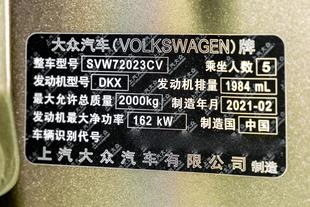 大众汽车(VOLKSWAGEN)牌
整车型号 SVW72023CV 乘坐人数 5
发动机型号 DKX 发动机排量 1984 mL
最大允许总质量 2000kg 制造年月 2021-02
发动机最大净功率 162 kW 制造国 中国
车辆识别代号
上汽大众汽车有限公司 制造